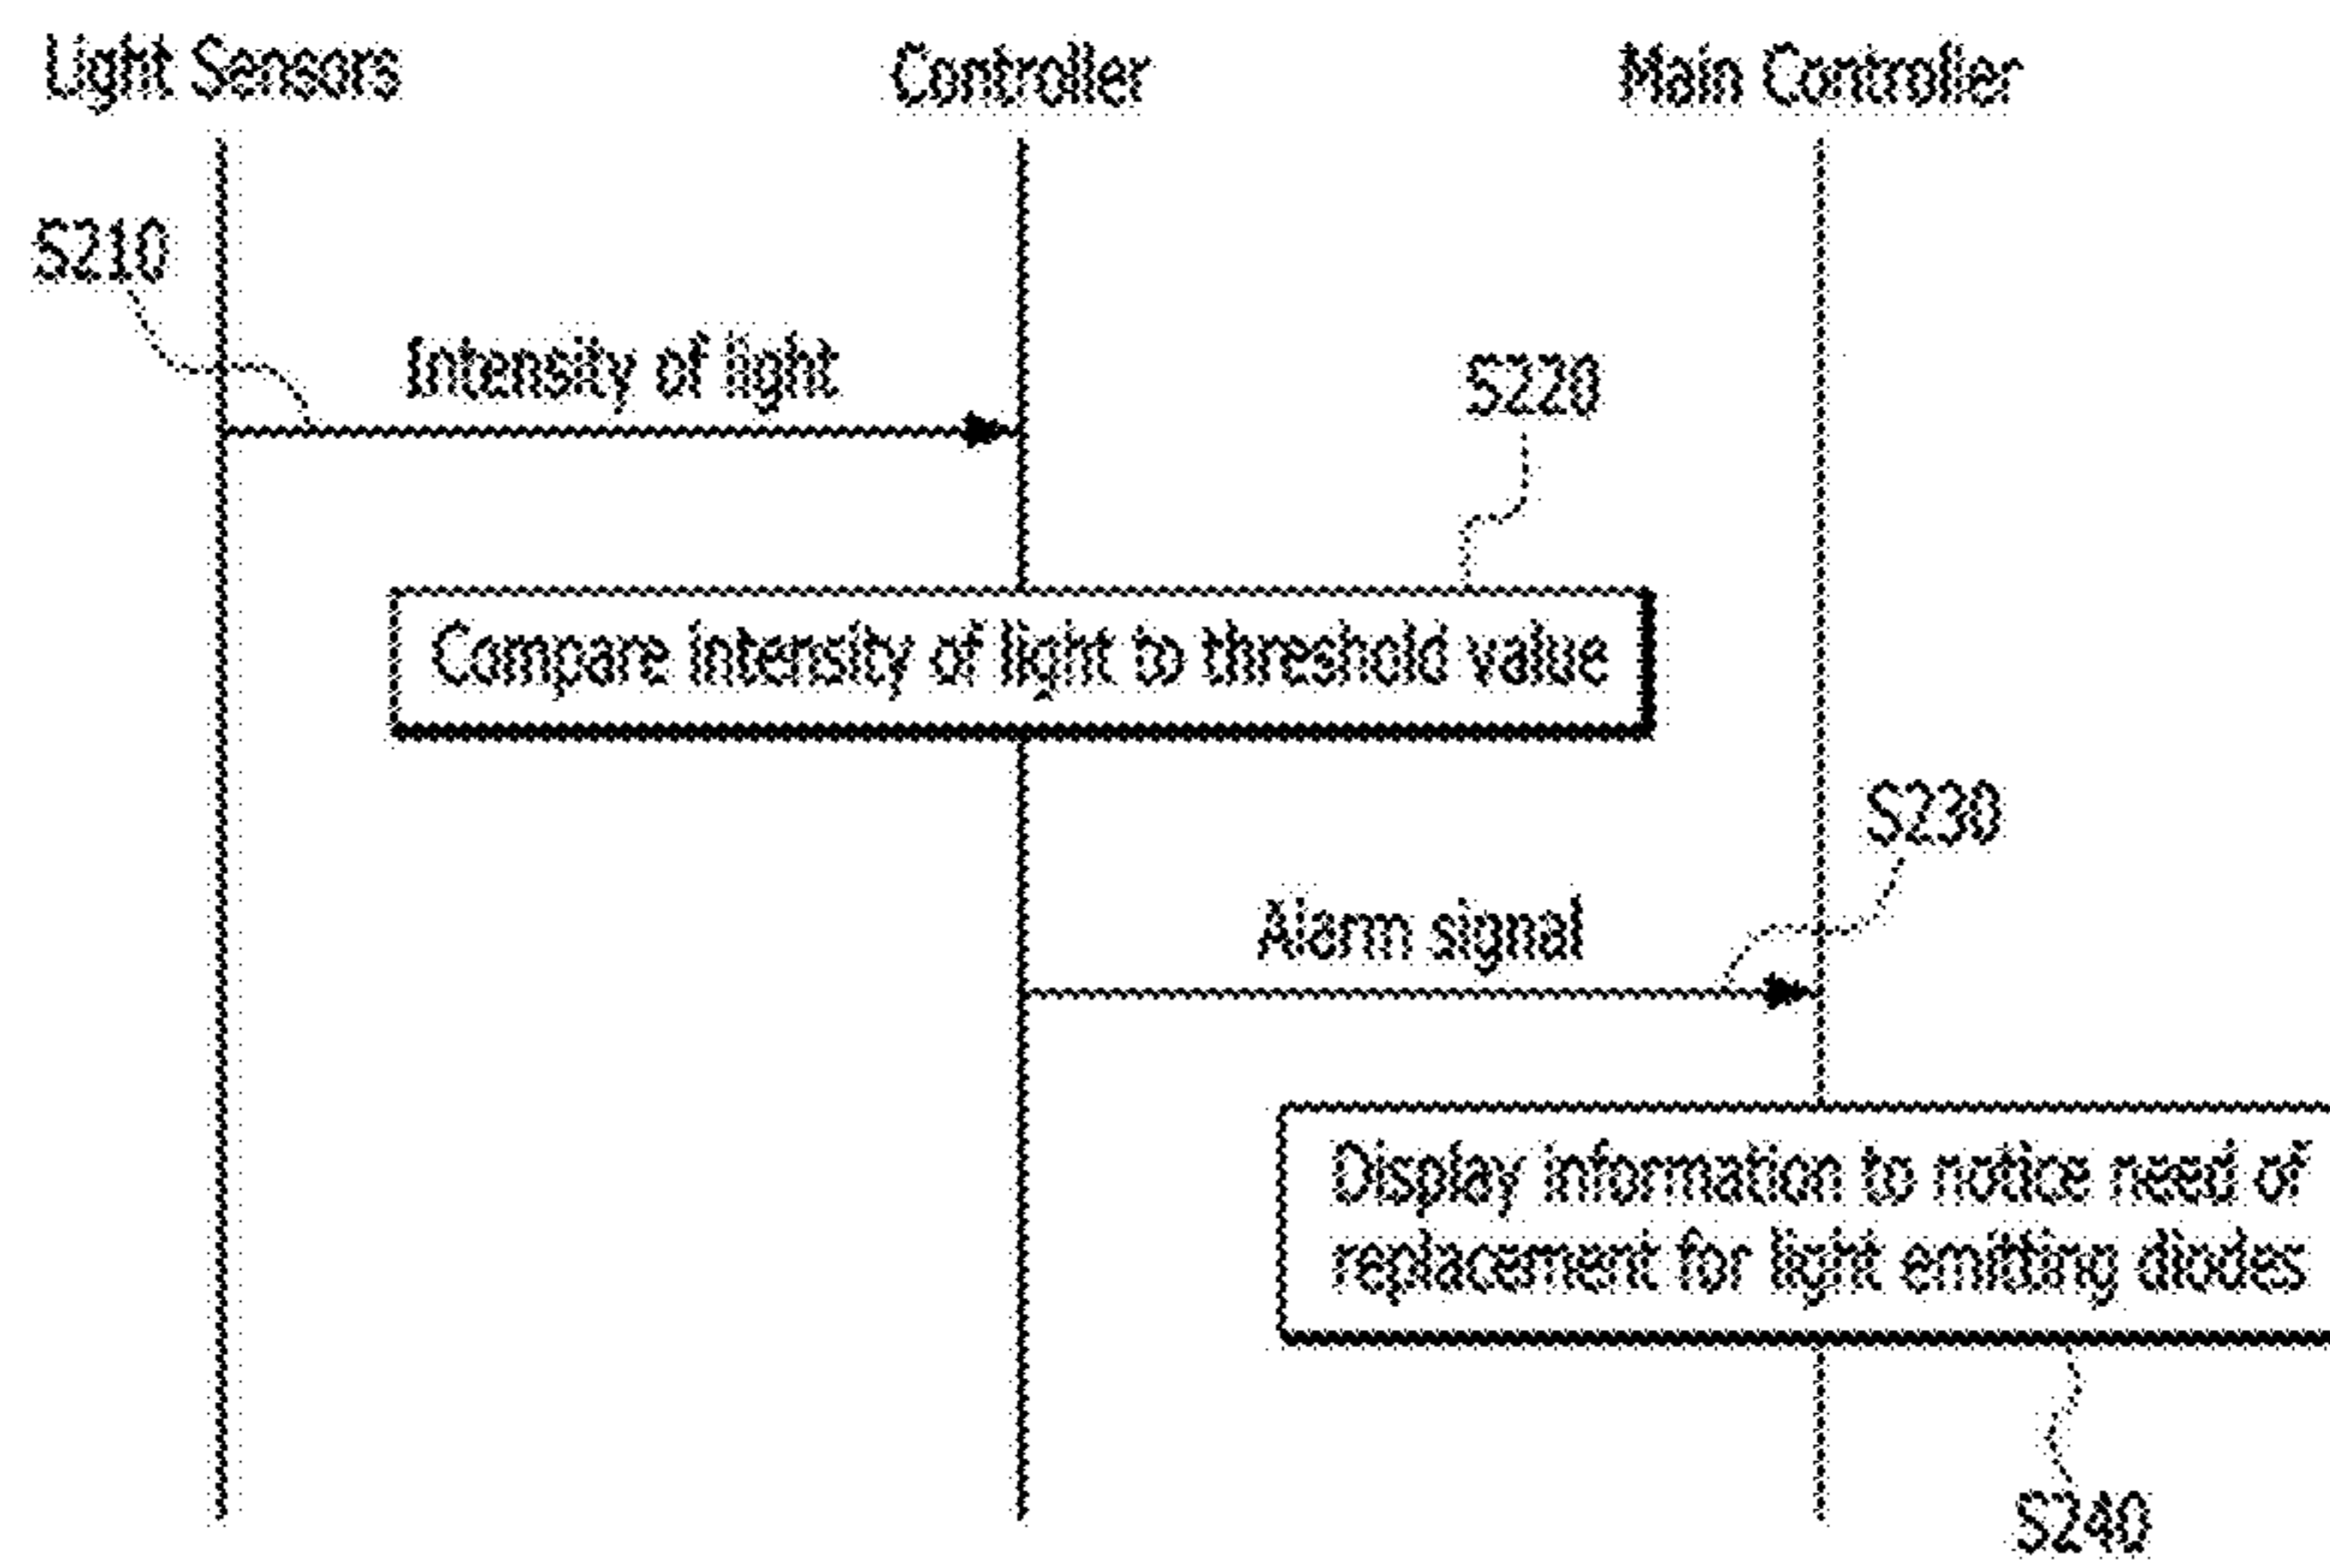 Light Sensors Controller Main Controller
S210
Intensity of light
S220
Compare intensity of light to threshold value
S230
Alarm signal
Display information to notice need of
replacement for light emitting diodes
S240